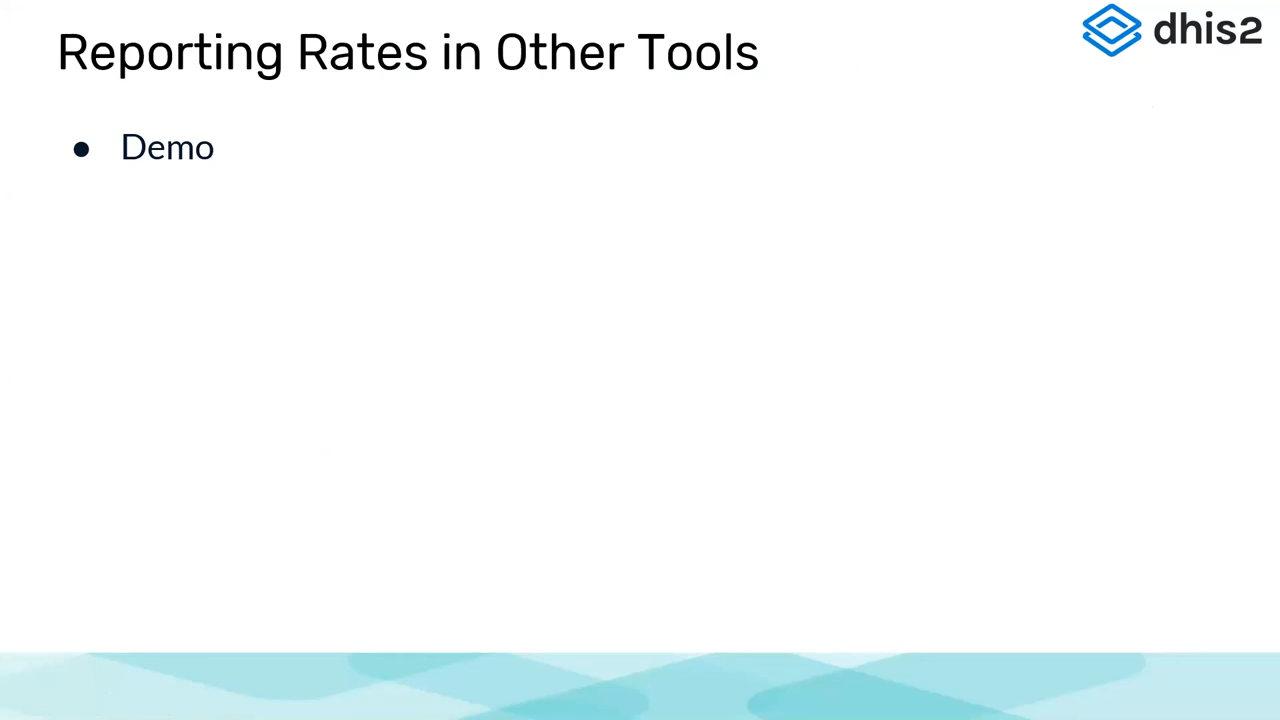 Reporting Rates in Other Tools
dhis2
● Demo